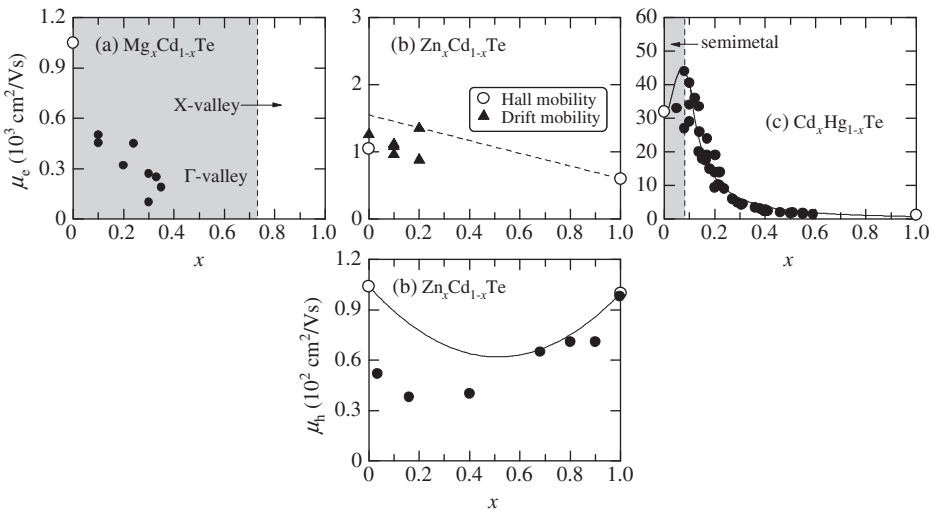 1.2
0.9
0.6
0.3
0
μe (10³ cm²/Vs)
(a) MgxCd1-xTe
X-valley
Γ-valley
0 0.2 0.4 0.6 0.8 1.0
x
3
2
1
0
(b) ZnxCd1-xTe
Hall mobility
Drift mobility
0 0.2 0.4 0.6 0.8 1.0
x
60
50
40
30
20
10
0
semimetal
(c) CdxHg1-xTe
0 0.2 0.4 0.6 0.8 1.0
x
1.2
0.9
0.6
0.3
0
μh (10² cm²/Vs)
(b) ZnxCd1-xTe
0 0.2 0.4 0.6 0.8 1.0
x